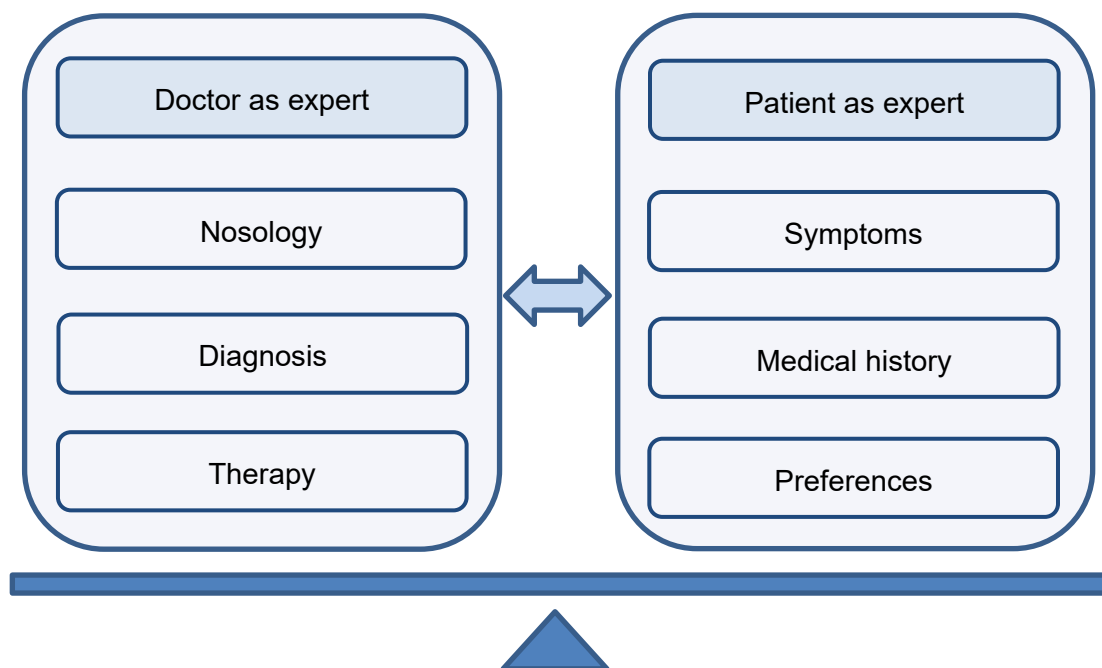 Doctor as expert
Nosology
Diagnosis
Therapy
Patient as expert
Symptoms
Medical history
Preferences